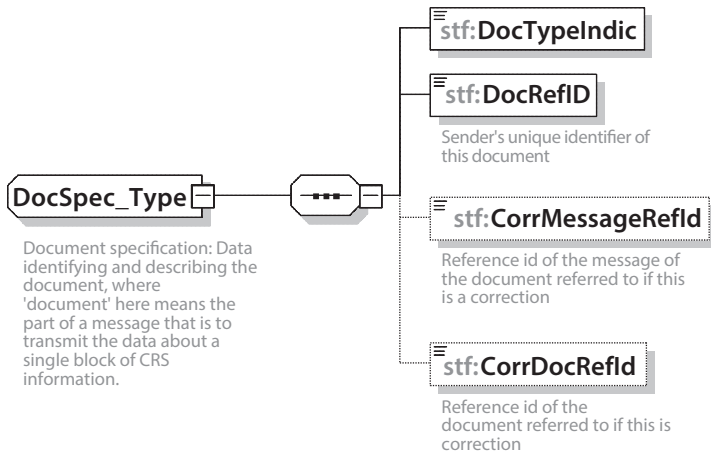 stf:DocTypeIndic
stf:DocRefID
Sender's unique identifier of
this document
DocSpec_Type
Document specification: Data
identifying and describing the
document, where
'document' here means the
part of a message that is to
transmit the data about a
single block of CRS
information.
stf:CorrMessageRefId
Reference id of the message of
the document referred to if this
is a correction
stf:CorrDocRefId
Reference id of the
document referred to if this is
correction